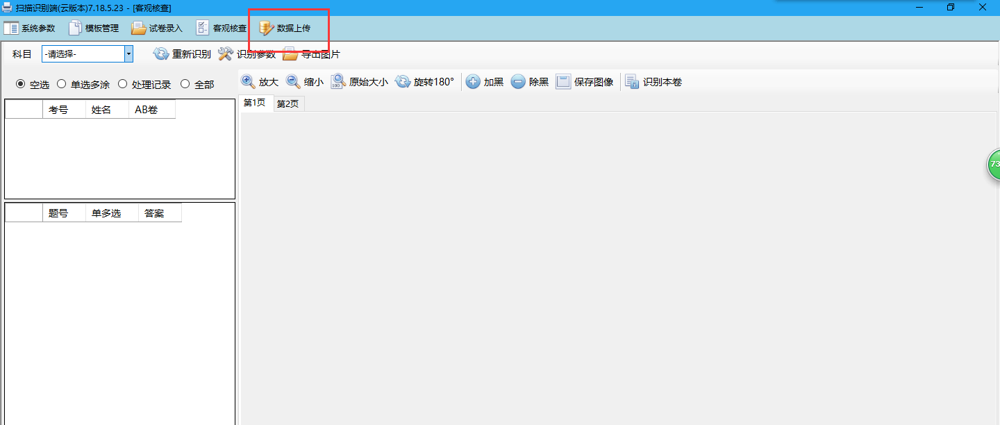 扫描识别端(云版本)7.18.5.23 - [客观核查]
系统参数 模板管理 试卷录入 客观核查 数据上传
科目 -请选择- 重新识别 识别参数 导出图片
空选 单选多涂 处理记录 全部
放大 缩小 100 原始大小 旋转180° 加黑 除黑 保存图像 识别本卷
第1页 第2页
考号 姓名 AB卷
73
题号 单多选 答案